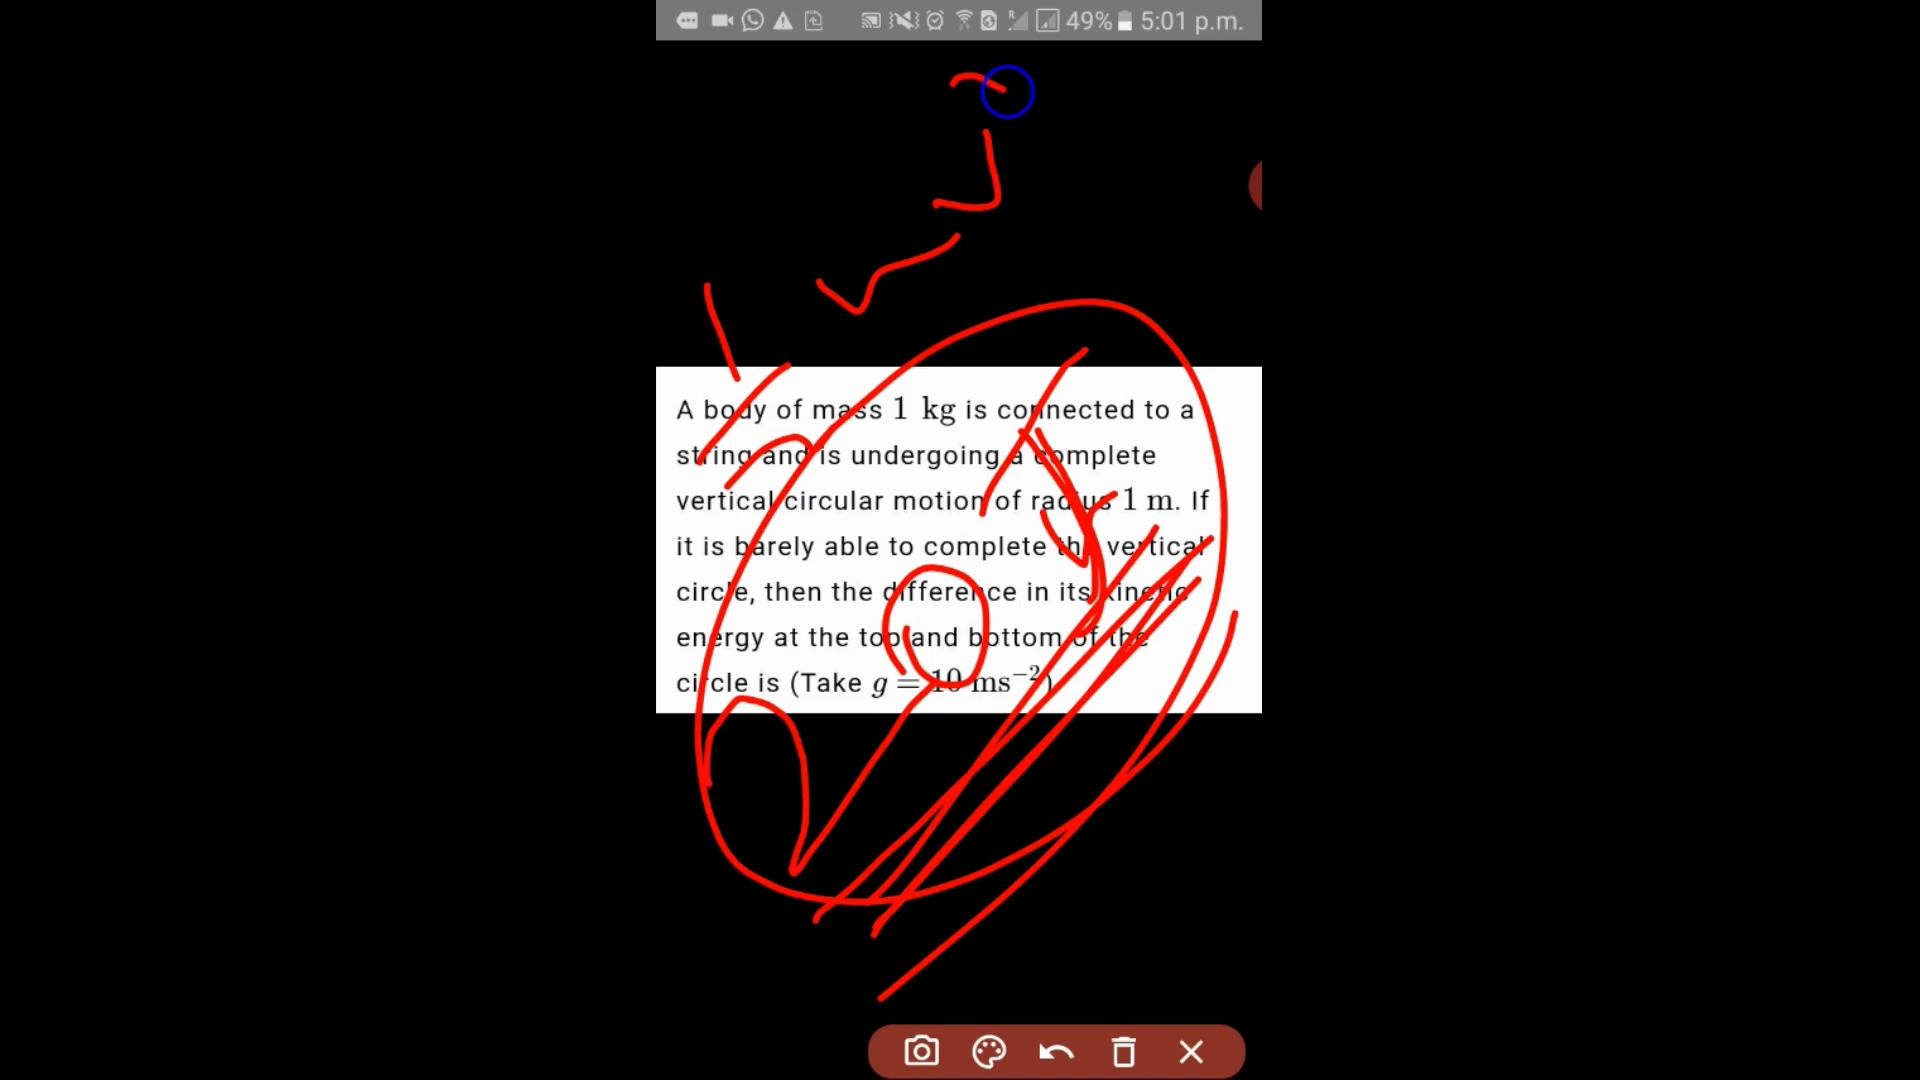 49% 5:01 p.m.
A body of mass 1 kg is connected to a
string and is undergoing a complete
vertical circular motion of radius 1 m. If
it is barely able to complete the vertical
circle, then the difference in its kinetic
energy at the top and bottom of the
circle is (Take g = 10 ms⁻²)